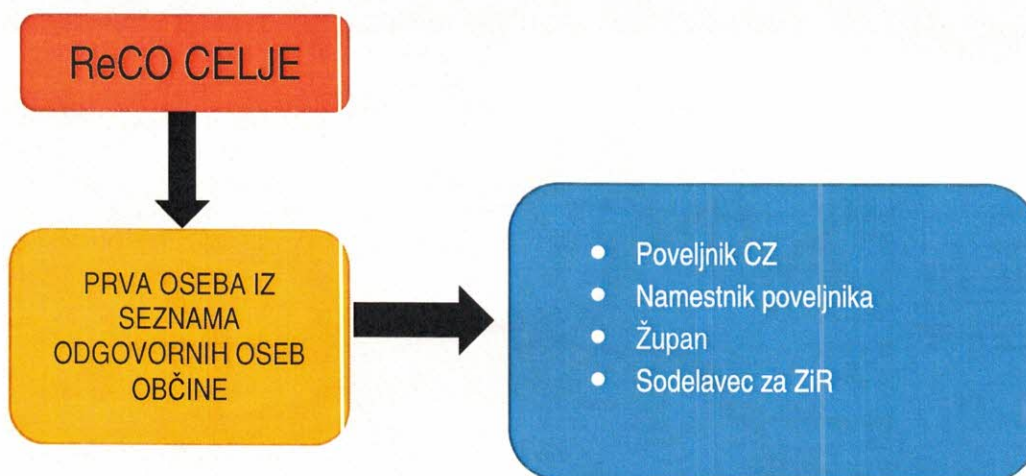 ReCO CELJE
PRVA OSEBA IZ
SEZNAMA
ODGOVORNIH OSEB
OBČINE
• Poveljnik CZ
• Namestnik poveljnika
• Župan
• Sodelavec za ZiR